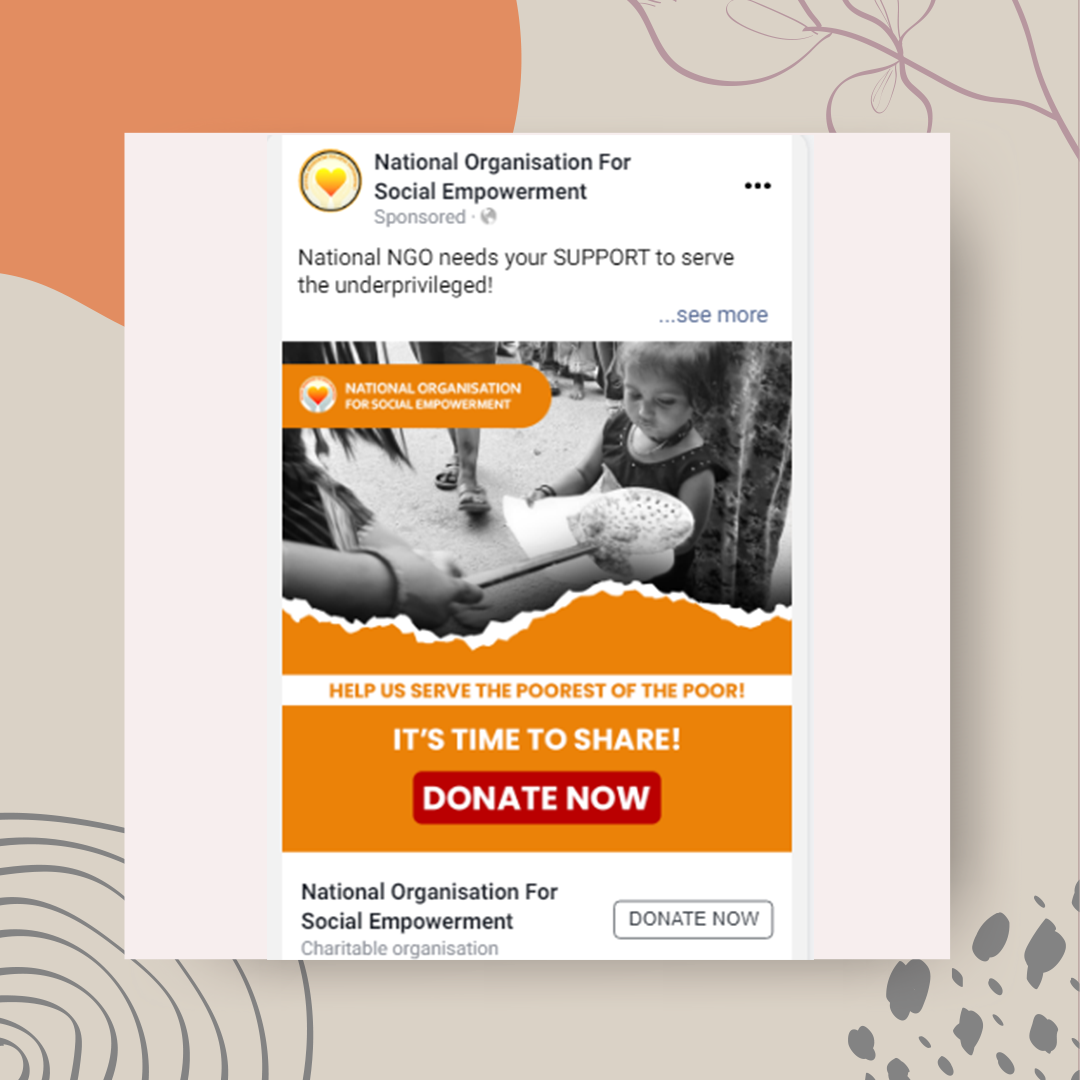 National Organisation For
Social Empowerment
Sponsored ·
National NGO needs your SUPPORT to serve
the underprivileged!
...see more
NATIONAL ORGANISATION
FOR SOCIAL EMPOWERMENT
HELP US SERVE THE POOREST OF THE POOR!
IT'S TIME TO SHARE!
DONATE NOW
National Organisation For
Social Empowerment
DONATE NOW
Charitable organisation